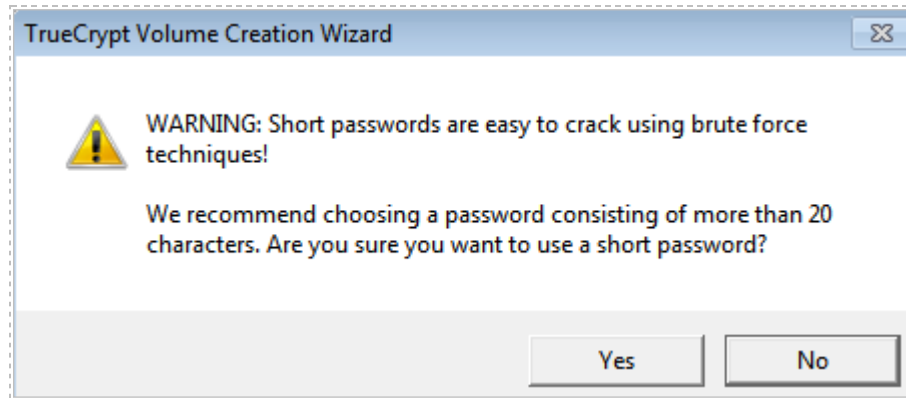 TrueCrypt Volume Creation Wizard
WARNING: Short passwords are easy to crack using brute force
techniques!
We recommend choosing a password consisting of more than 20
characters. Are you sure you want to use a short password?
Yes No